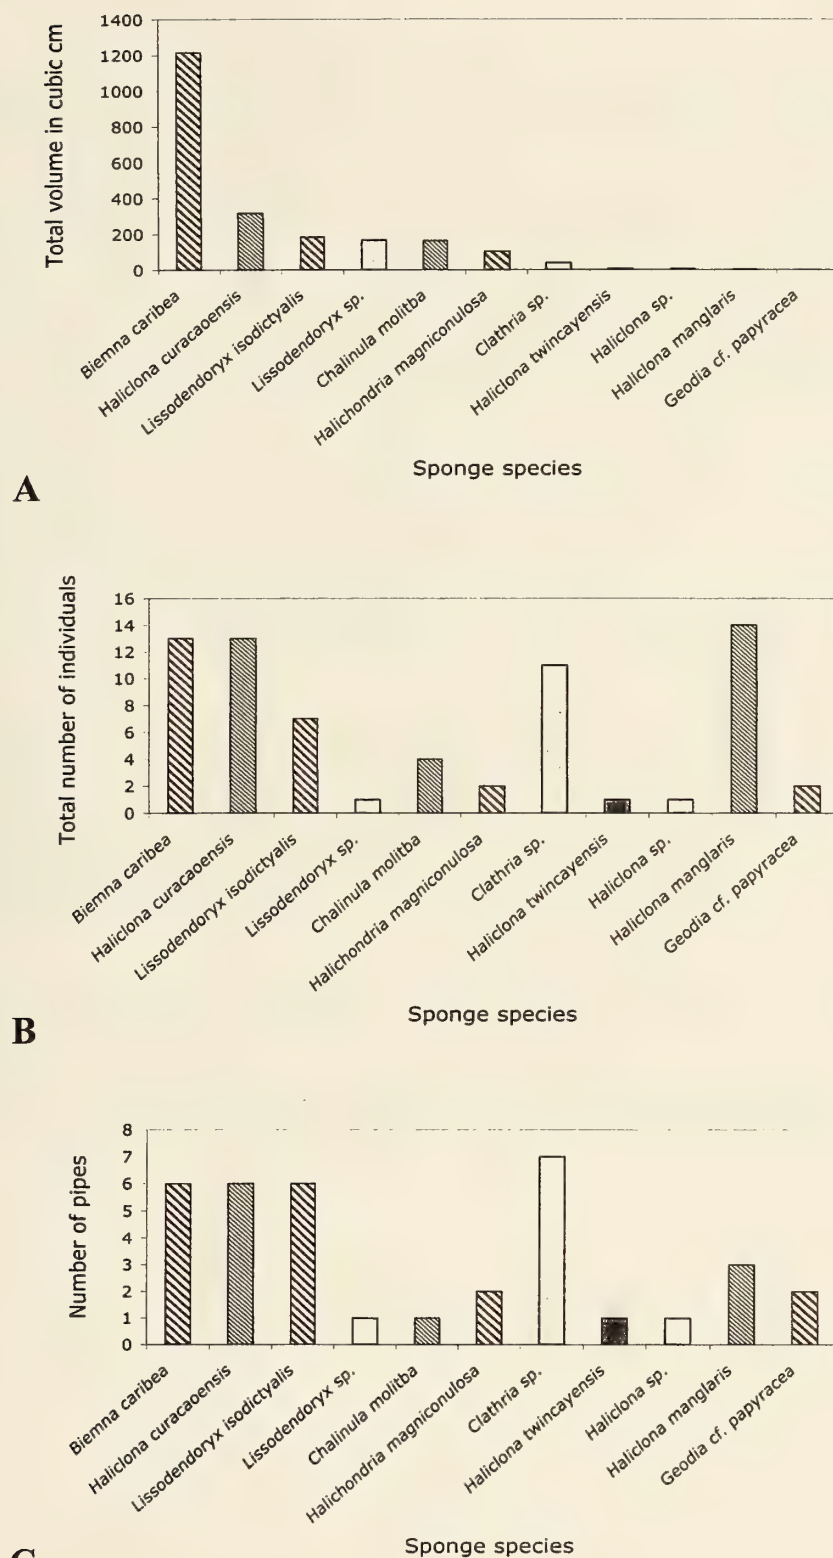 Total volume in cubic cm
1400
1200
1000
800
600
400
200
0
Biemna caribea
Haliclona curacaoensis
Lissodendoryx isodictyalis
Lissodendoryx sp.
Chalinula molitba
Halichondria magniconulosa
Clathria sp.
Haliclona twincayensis
Haliclona sp.
Haliclona manglaris
Geodia cf. papyracea
Sponge species
A
Total number of individuals
16
14
12
10
8
6
4
2
0
Biemna caribea
Haliclona curacaoensis
Lissodendoryx isodictyalis
Lissodendoryx sp.
Chalinula molitba
Halichondria magniconulosa
Clathria sp.
Haliclona twincayensis
Haliclona sp.
Haliclona manglaris
Geodia cf. papyracea
Sponge species
B
Number of pipes
8
7
6
5
4
3
2
1
0
Biemna caribea
Haliclona curacaoensis
Lissodendoryx isodictyalis
Lissodendoryx sp.
Chalinula molitba
Halichondria magniconulosa
Clathria sp.
Haliclona twincayensis
Haliclona sp.
Haliclona manglaris
Geodia cf. papyracea
Sponge species
C